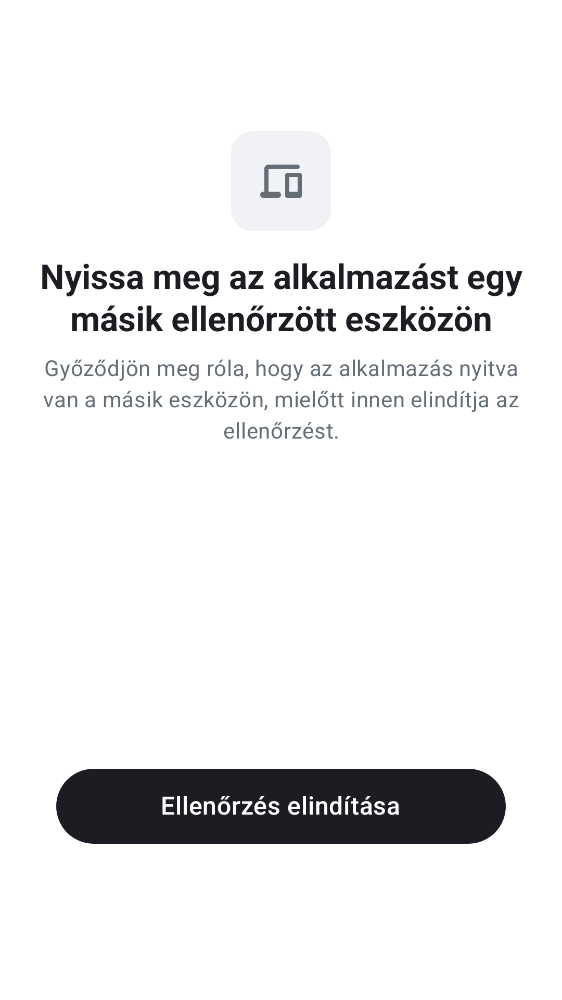 Nyissa meg az alkalmazást egy
másik ellenőrzött eszközön
Győződjön meg róla, hogy az alkalmazás nyitva
van a másik eszközön, mielőtt innen elindítja az
ellenőrzést.
Ellenőrzés elindítása